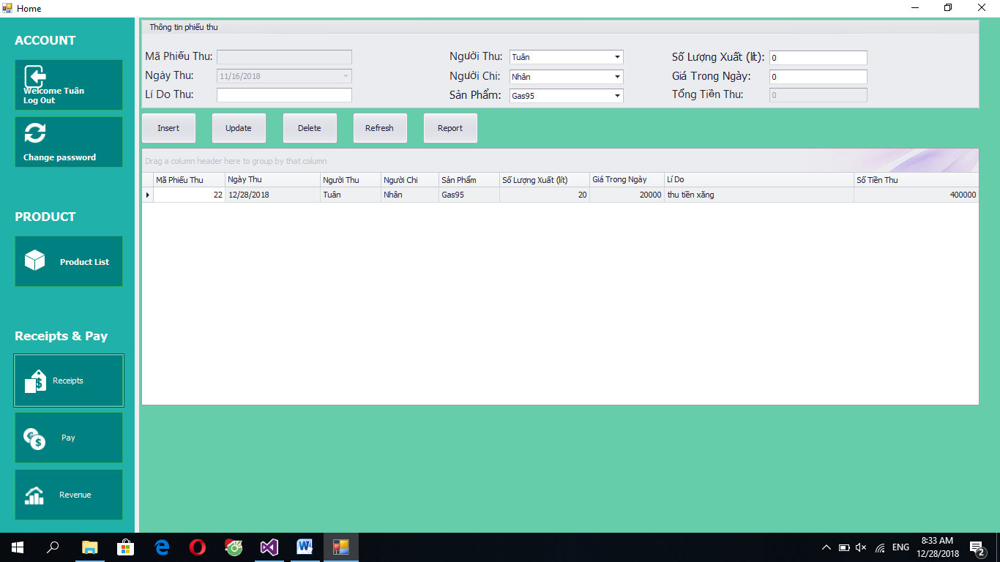 Home
ACCOUNT
Welcome Tuân
Log Out
Change password
PRODUCT
Product List
Receipts & Pay
Receipts
Pay
Revenue
Thông tin phiếu thu
Mã Phiếu Thu:
Ngày Thu: 11/16/2018
Lí Do Thu:
Người Thu: Tuân
Người Chi: Nhân
Sản Phẩm: Gas95
Số Lượng Xuất (lít): 0
Giá Trong Ngày: 0
Tổng Tiền Thu: 0
Insert Update Delete Refresh Report
Drag a column header here to group by that column
Mã Phiếu Thu Ngày Thu Người Thu Người Chi Sản Phẩm Số Lượng Xuất (lít) Giá Trong Ngày Lí Do Số Tiền Thu
22 12/28/2018 Tuân Nhân Gas95 20 20000 thu tiền xăng 400000
ENG
8:33 AM
12/28/2018
2